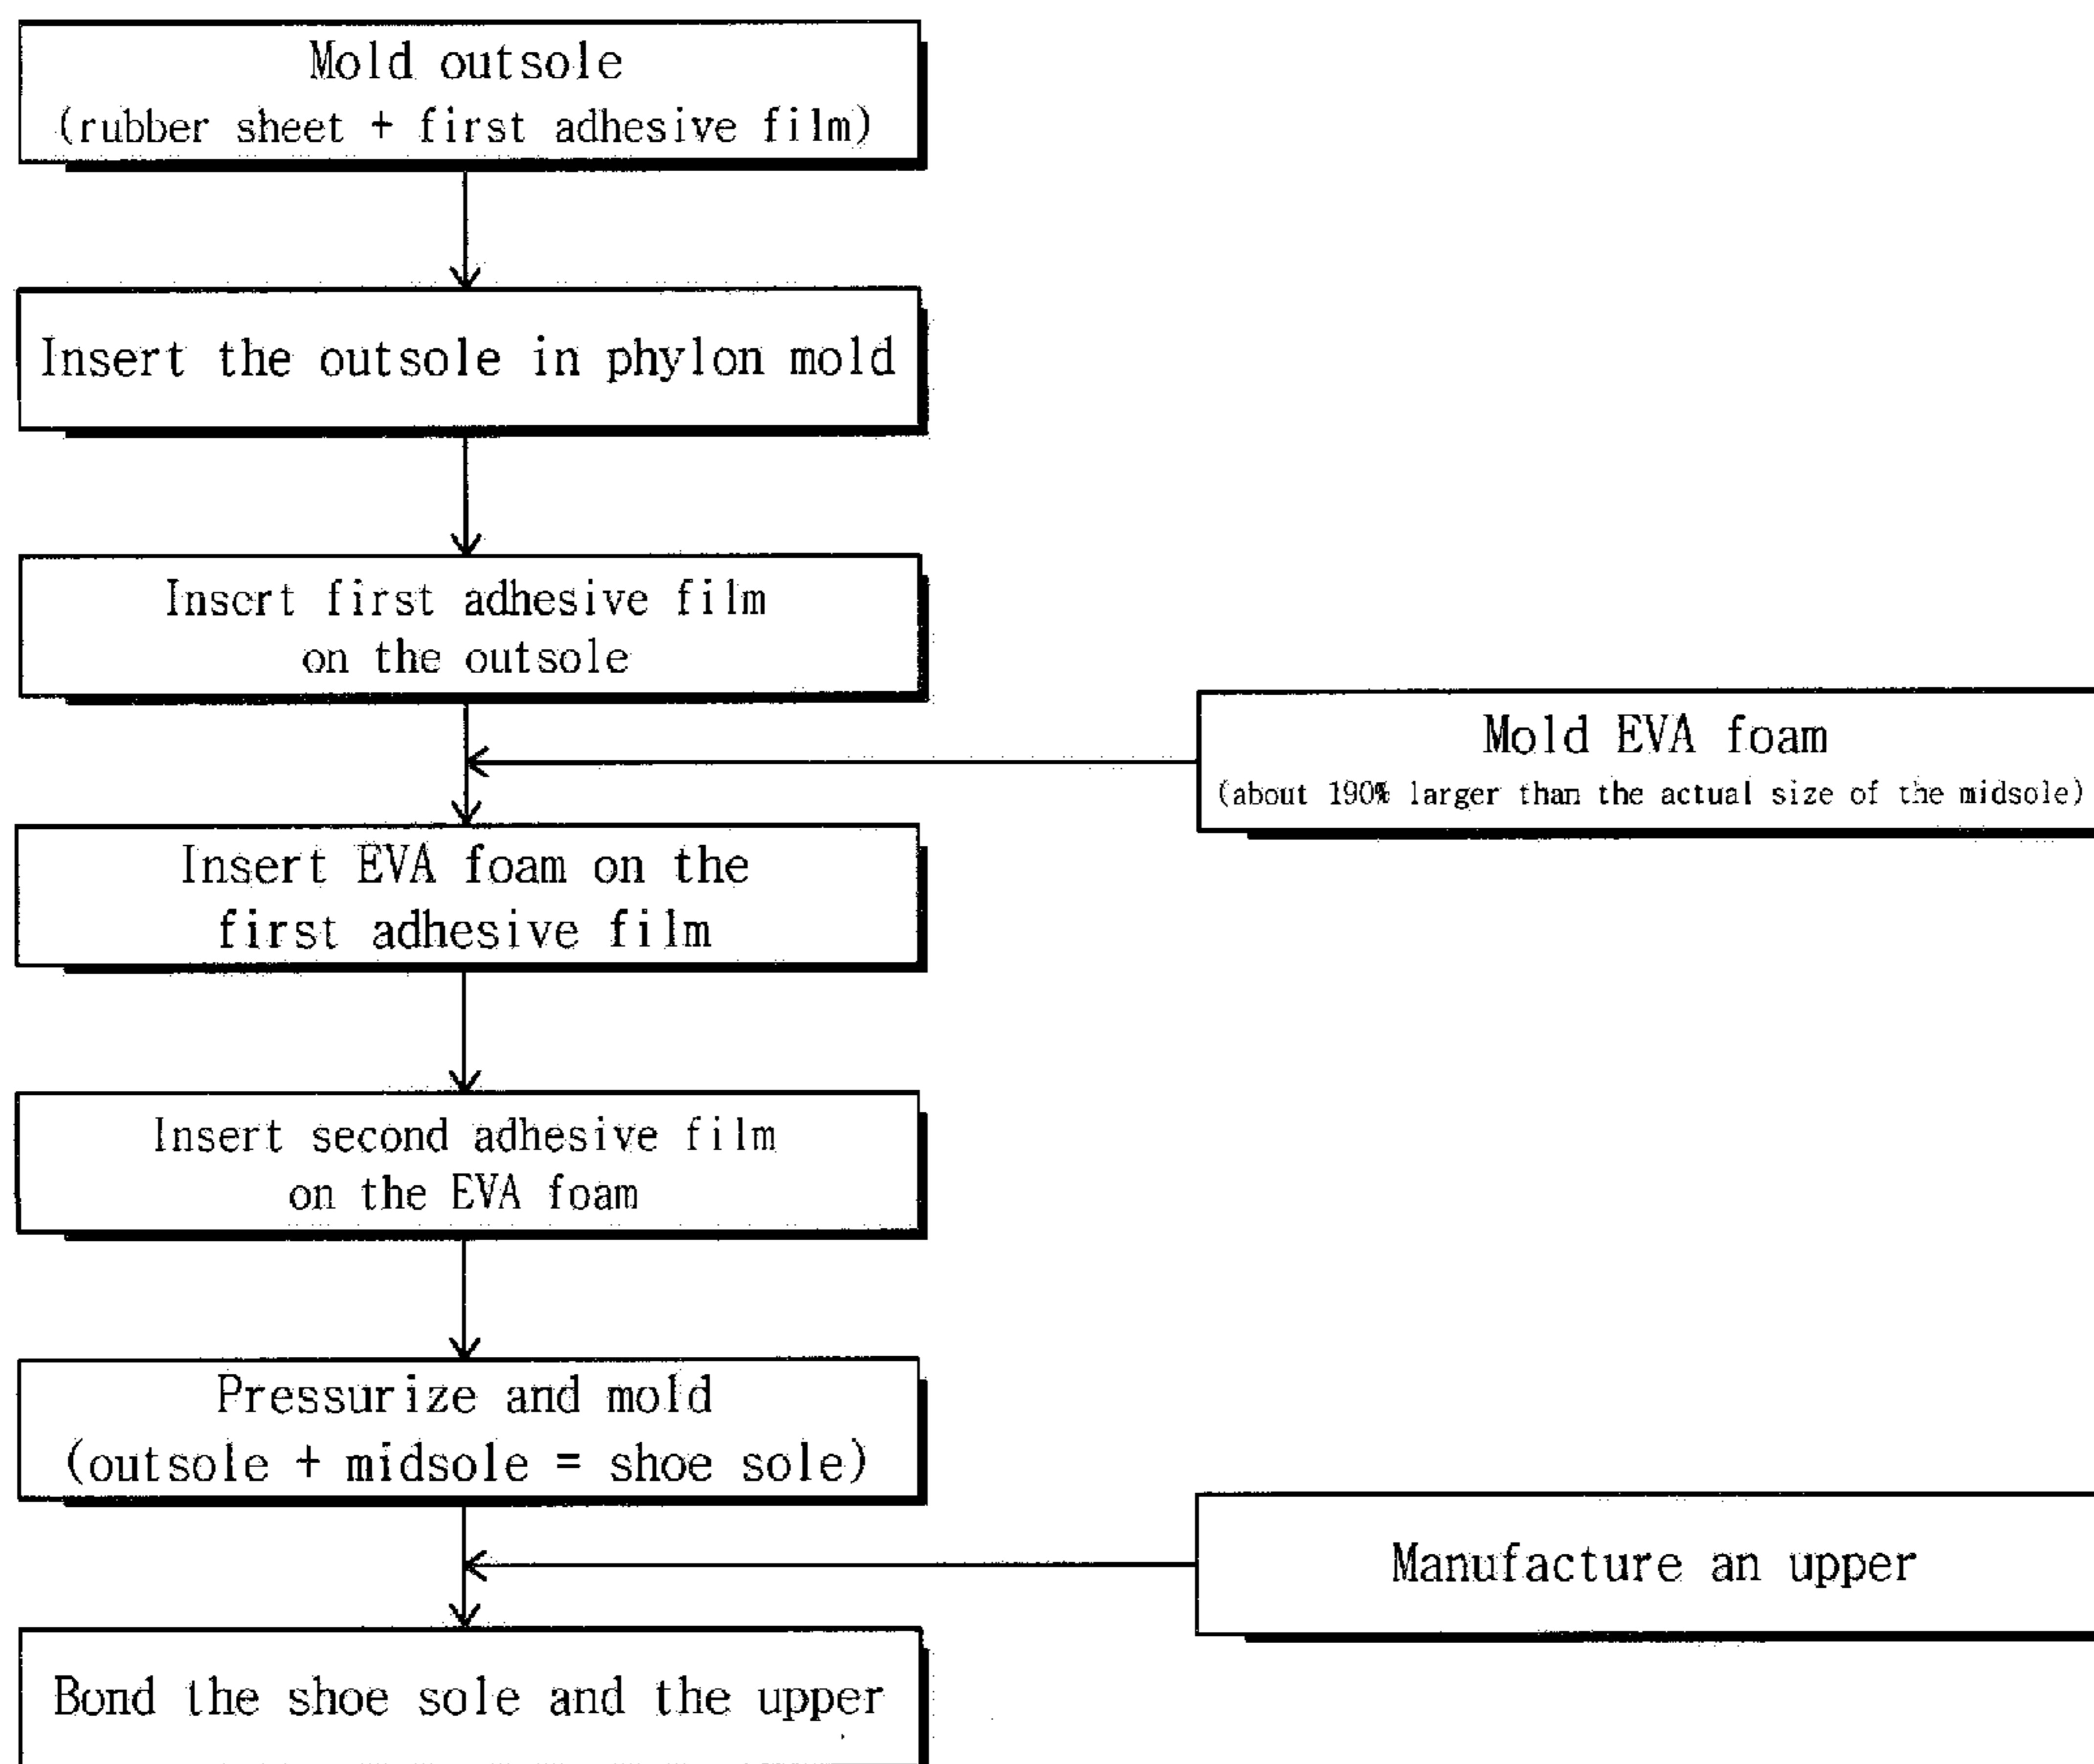 Mold outsole
(rubber sheet + first adhesive film)
Insert the outsole in phylon mold
Insert first adhesive film
on the outsole
Mold EVA foam
(about 190% larger than the actual size of the midsole)
Insert EVA foam on the
first adhesive film
Insert second adhesive film
on the EVA foam
Pressurize and mold
(outsole + midsole = shoe sole)
Manufacture an upper
Bond the shoe sole and the upper